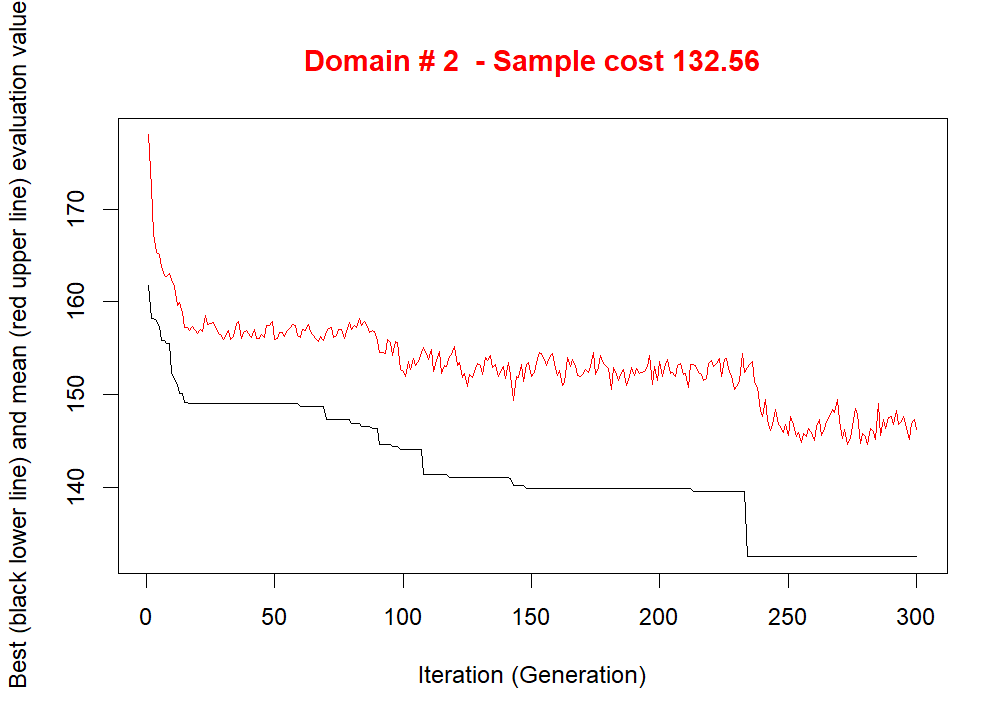 Domain # 2  - Sample cost 132.56
Best (black lower line) and mean (red upper line) evaluation value
170
160
150
140
0 50 100 150 200 250 300
Iteration (Generation)